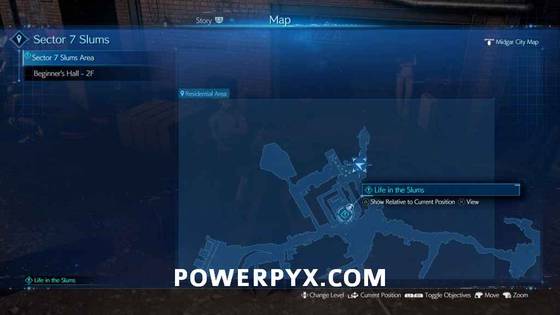 Story
Map
Sector 7 Slums
Midgar City Map
Sector 7 Slums Area
Beginner's Hall - 2F
Residential Area
Life in the Slums
Show Relative to Current Position
View
Life in the Slums
POWERPYX.COM
Change Level
Current Position
Toggle Objectives
Move
Zoom